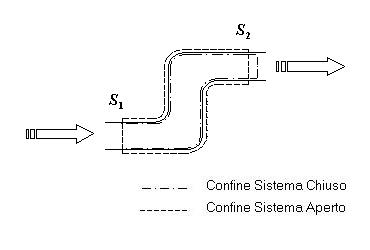 S2
S1
Confine Sistema Chiuso
Confine Sistema Aperto